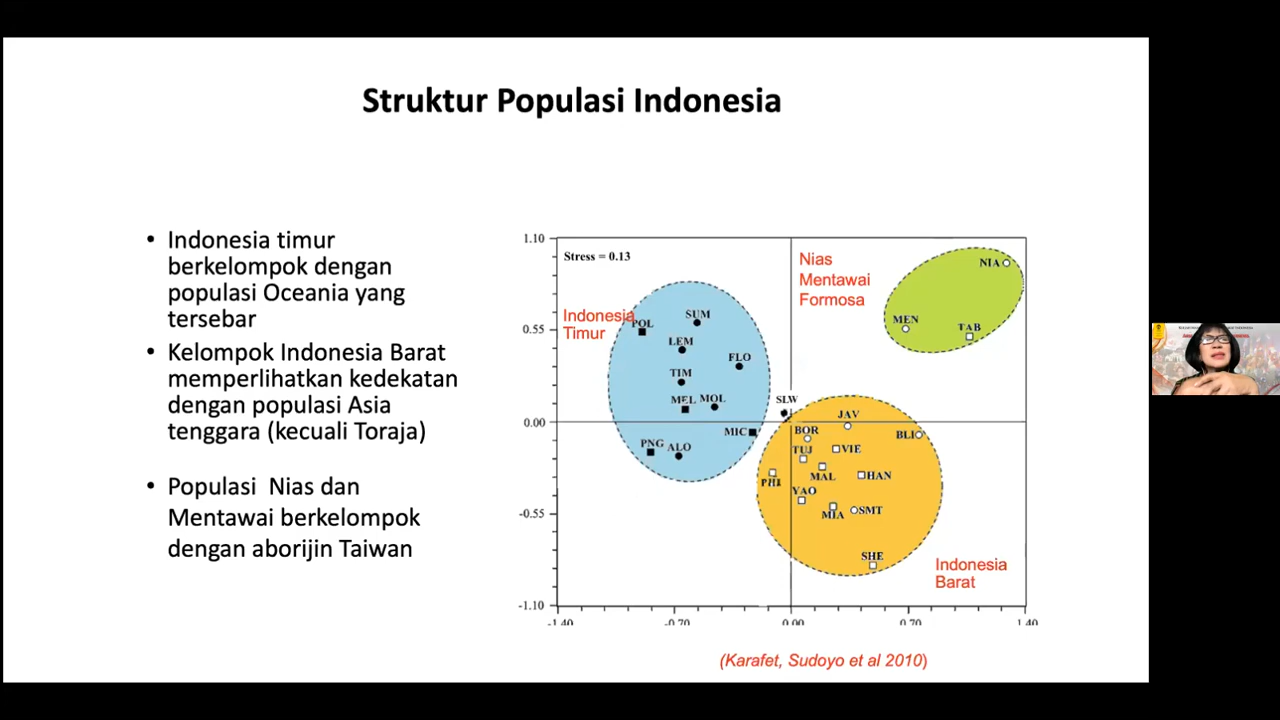 Struktur Populasi Indonesia
• Indonesia timur
berkelompok dengan
populasi Oceania yang
tersebar
• Kelompok Indonesia Barat
memperlihatkan kedekatan
dengan populasi Asia
tenggara (kecuali Toraja)
• Populasi Nias dan
Mentawai berkelompok
dengan aborijin Taiwan
1.10
0.55
0.00
-0.55
-1.10
Stress = 0.13
Indonesia
Timur
POL
SUM
LEM
FLO
TIM
MEL
MOL
MIC
PNG
ALO
SLW
Nias
Mentawai
Formosa
NIA
MEN
TAB
JAV
BOR
BLI
TUJ
VIE
MAL
HAN
PHI
YAO
MIA
SMT
SHE
Indonesia
Barat
-1.40
-0.70
0.00
0.70
1.40
(Karafet, Sudoyo et al 2010)